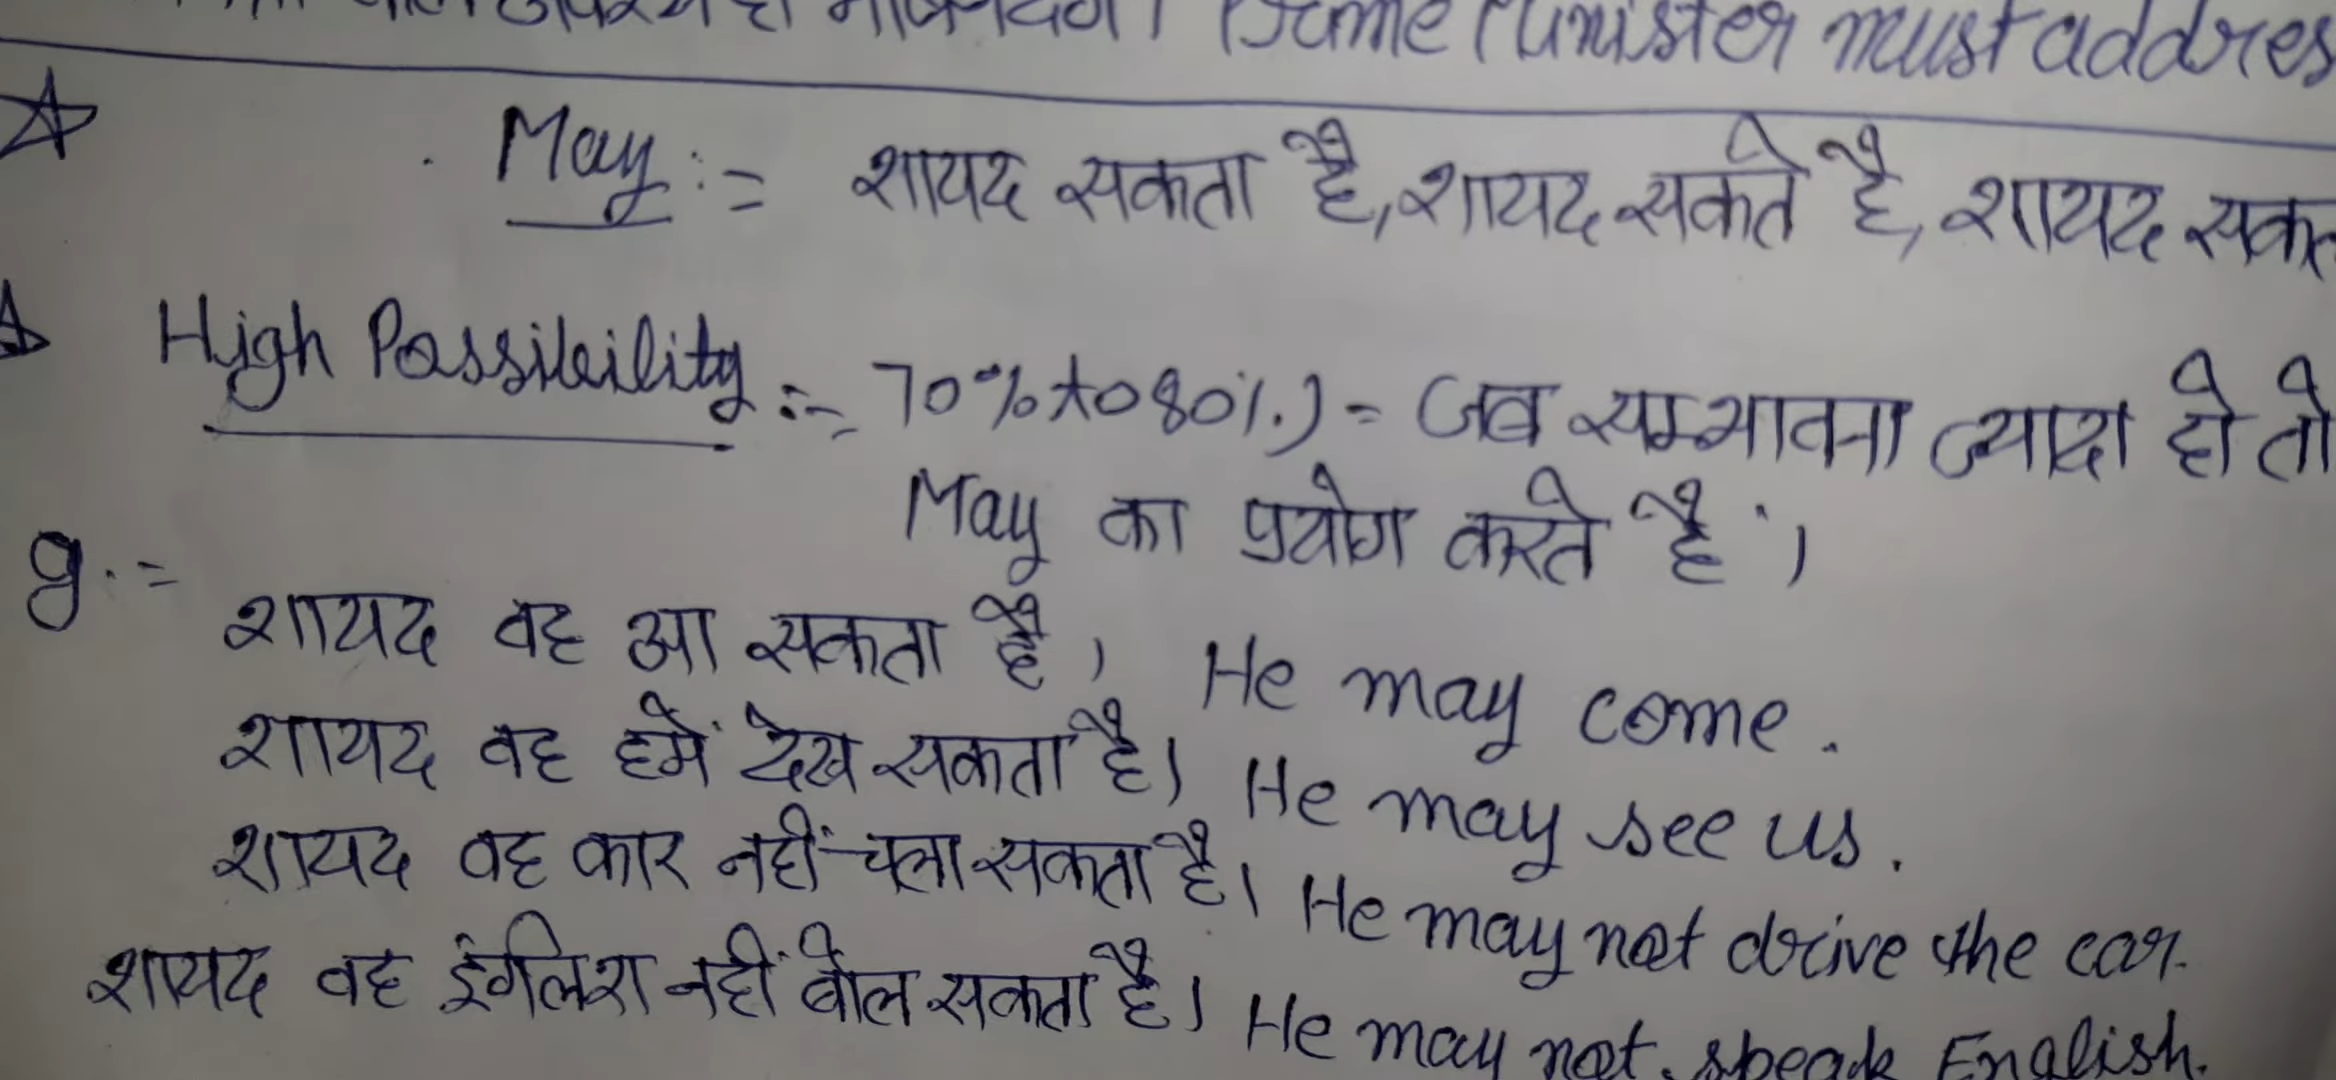 Prime Minister must addres
May := शायद सकता है, शायद सकते है, शायद सकत
High Possibility :- 70% to 80%) = जब सम्भावना ज्यादा हो तो
May का प्रयोग करते हैं।
g. =
शायद वह आ सकता है। He may come.
शायद वह हमें देख सकता है। He may see us.
शायद वह कार नहीं चला सकता है। He may not drive the car.
शायद वह इंगलिश नहीं बोल सकता है। He may not speak English.